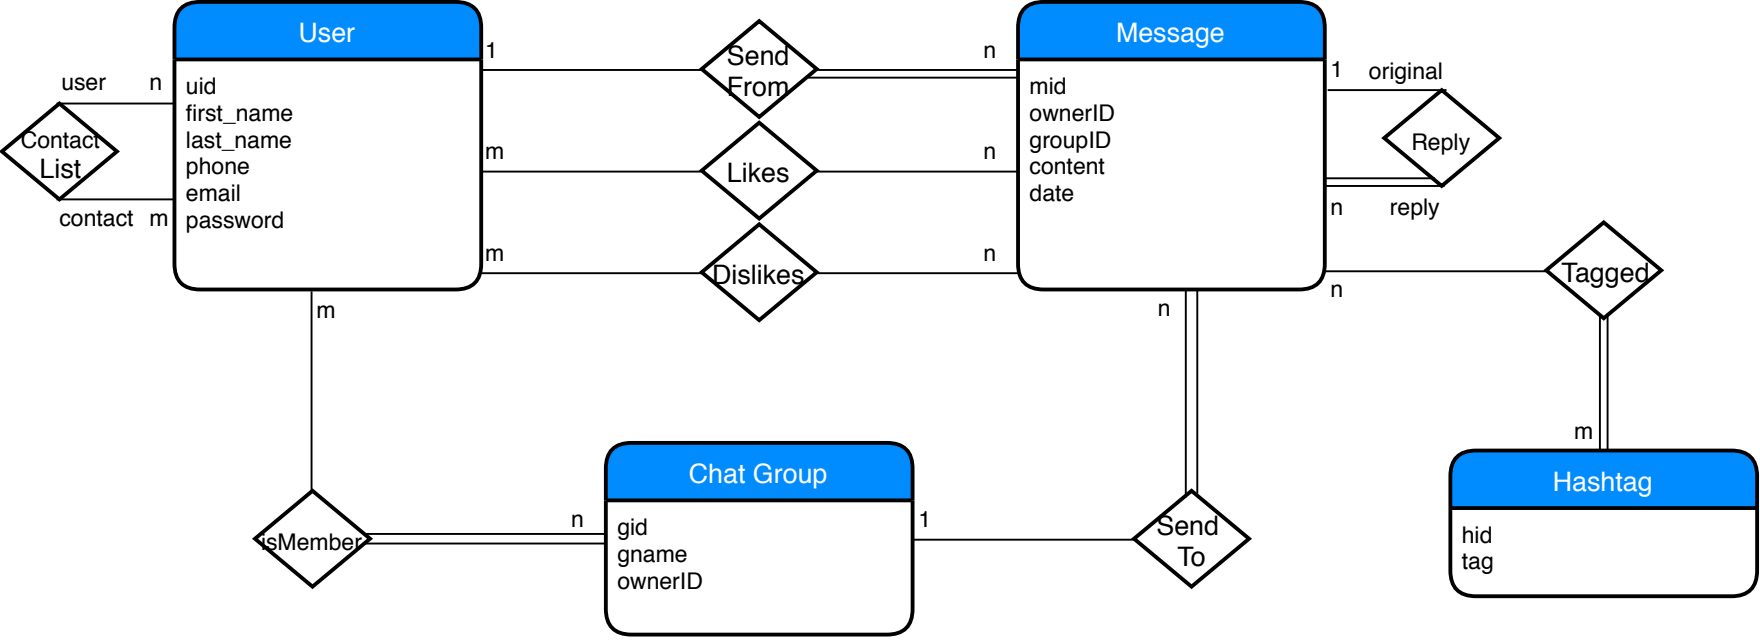 User
uid
first_name
last_name
phone
email
password
user n
Contact
List
contact m
1
Send
From
n
m
Likes
n
m
Dislikes
n
Message
mid
ownerID
groupID
content
date
1 original
Reply
n reply
n
Tagged
m
Hashtag
hid
tag
m
isMember
n
Chat Group
gid
gname
ownerID
1
Send
To
n